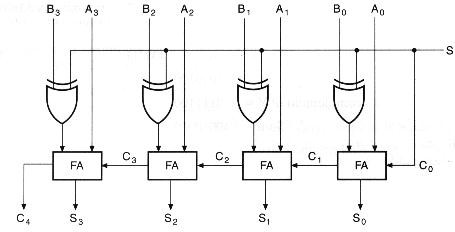 B3 A3 B2 A2 B1 A1 B0 A0
S
FA C3 FA C2 FA C1 FA C0
C4 S3 S2 S1 S0